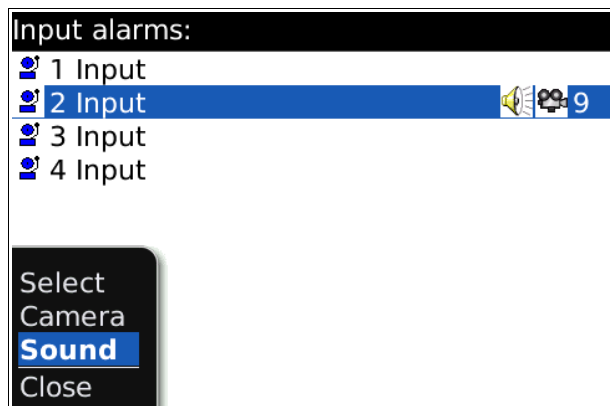 Input alarms:
1 Input
2 Input 9
3 Input
4 Input
Select
Camera
Sound
Close